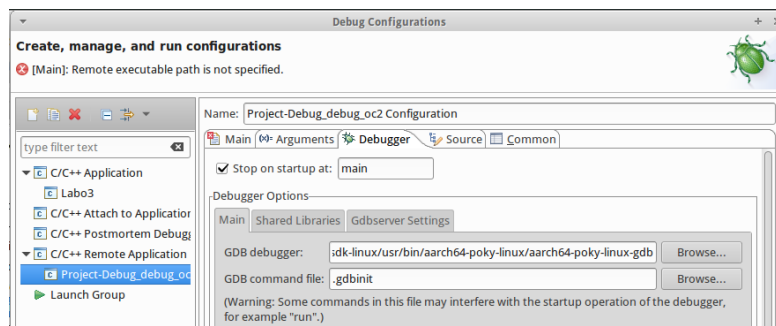 Debug Configurations
Create, manage, and run configurations
[Main]: Remote executable path is not specified.
Name: Project-Debug_debug_oc2 Configuration
Main (x)= Arguments Debugger Source Common
type filter text
Stop on startup at: main
C/C++ Application
Debugger Options
Labo3
Main Shared Libraries Gdbserver Settings
C/C++ Attach to Application
C/C++ Postmortem Debugg
GDB debugger: sdk-linux/usr/bin/aarch64-poky-linux/aarch64-poky-linux-gdb Browse...
C/C++ Remote Application
Project-Debug_debug_oc
GDB command file: .gdbinit Browse...
Launch Group
(Warning: Some commands in this file may interfere with the startup operation of the debugger,
for example "run".)